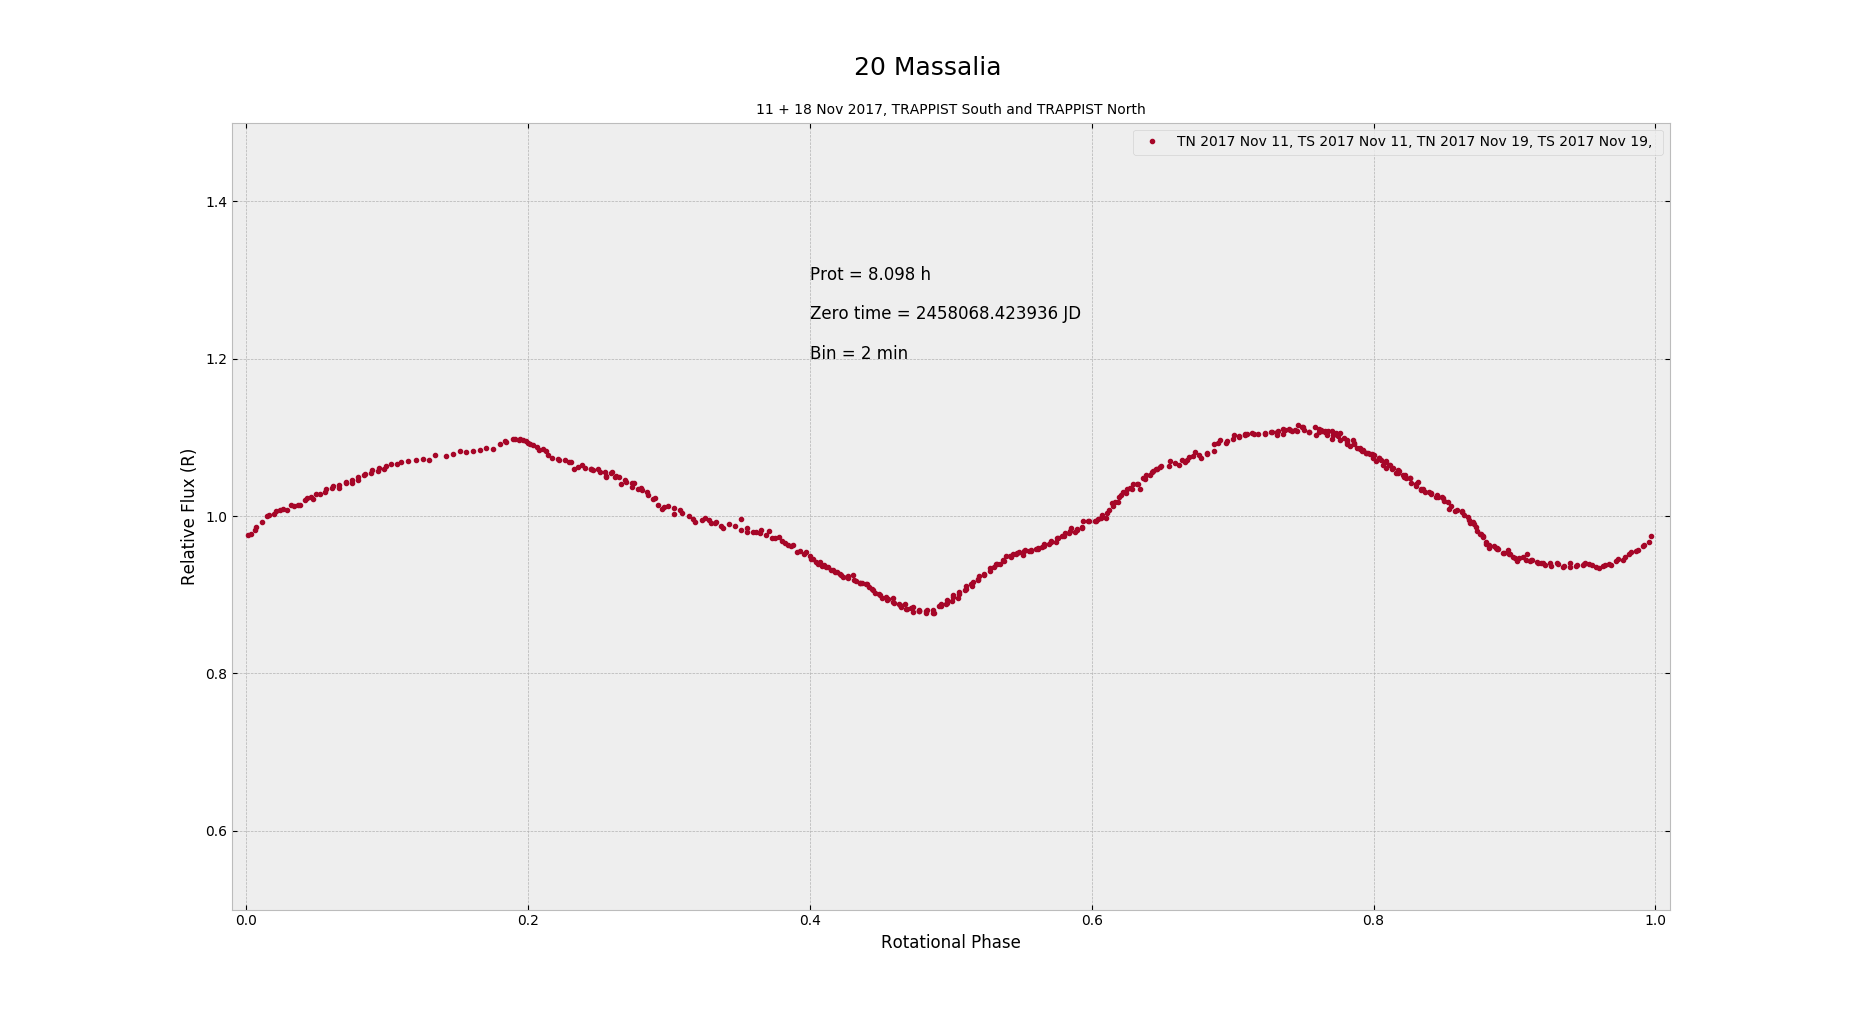 20 Massalia
11 + 18 Nov 2017, TRAPPIST South and TRAPPIST North
TN 2017 Nov 11, TS 2017 Nov 11, TN 2017 Nov 19, TS 2017 Nov 19,
1.4
Prot = 8.098 h
Zero time = 2458068.423936 JD
Bin = 2 min
1.2
1.0
Relative Flux (R)
0.8
0.6
0.0 0.2 0.4 0.6 0.8 1.0
Rotational Phase